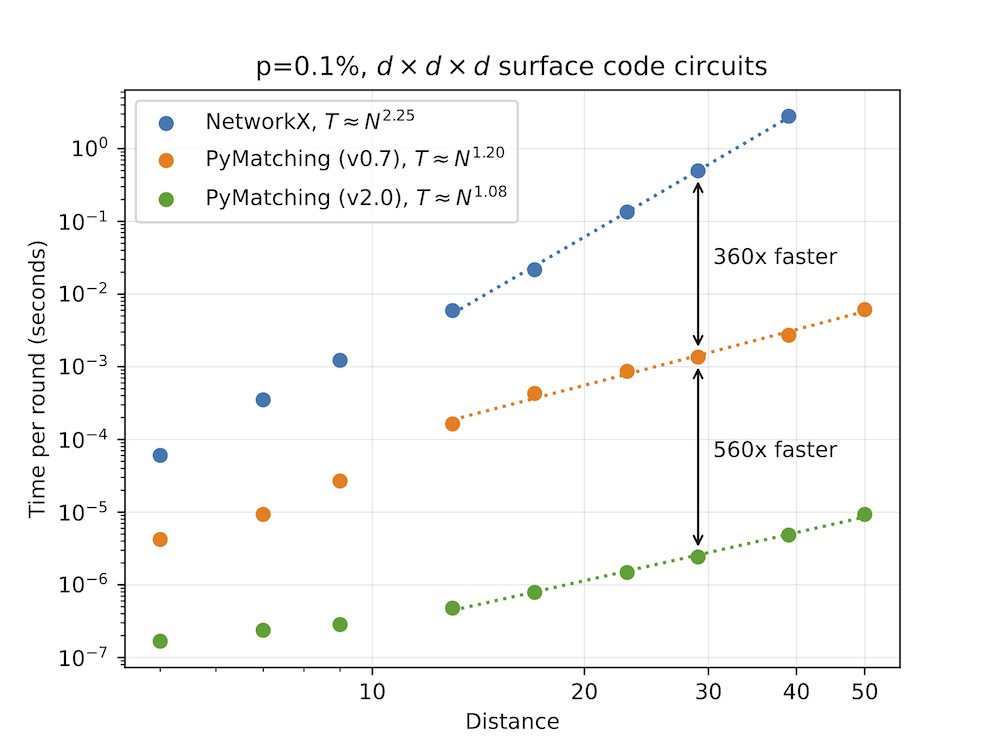 p=0.1%, d × d × d surface code circuits
NetworkX, T ≈ N^2.25
PyMatching (v0.7), T ≈ N^1.20
PyMatching (v2.0), T ≈ N^1.08
Time per round (seconds)
10^0
10^−1
10^−2
10^−3
10^−4
10^−5
10^−6
10^−7
360x faster
560x faster
10 20 30 40 50
Distance